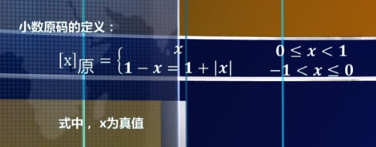 小数原码的定义：
[x]原 = { x 0 ≤ x < 1
1 − x = 1 + |x| −1 < x ≤ 0
式中，x为真值